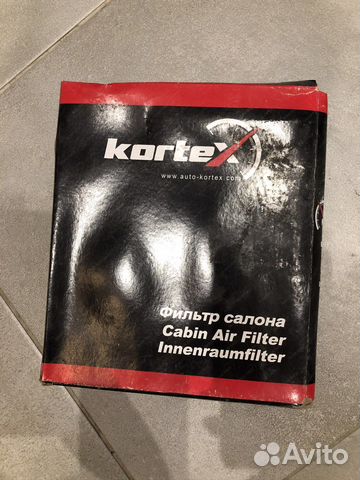 kortex
www.auto-kortex.com
Фильтр салона
Cabin Air Filter
Innenraumfilter
Avito